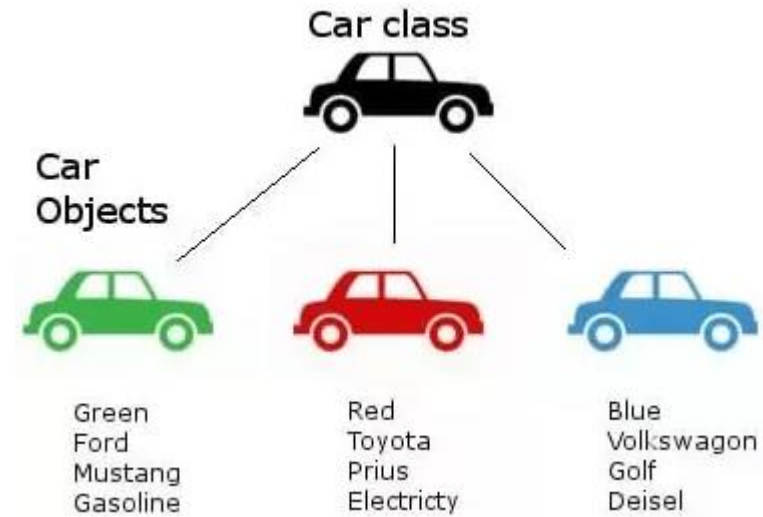 Car class
Car
Objects
Green
Ford
Mustang
Gasoline
Red
Toyota
Prius
Electricty
Blue
Volkswagon
Golf
Deisel